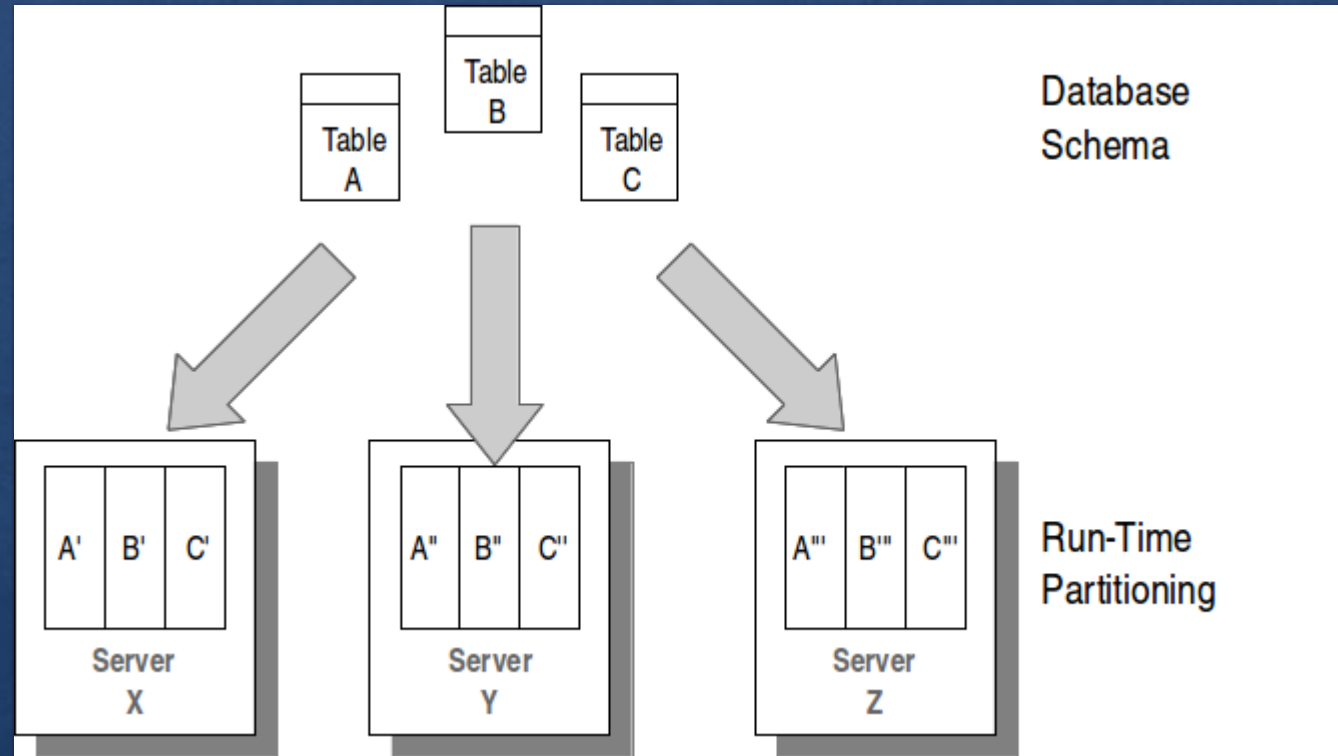 Table
B
Table
A
Table
C
Database
Schema
A' B' C'
Server
X
A" B" C''
Server
Y
A"' B"' C"'
Server
Z
Run-Time
Partitioning